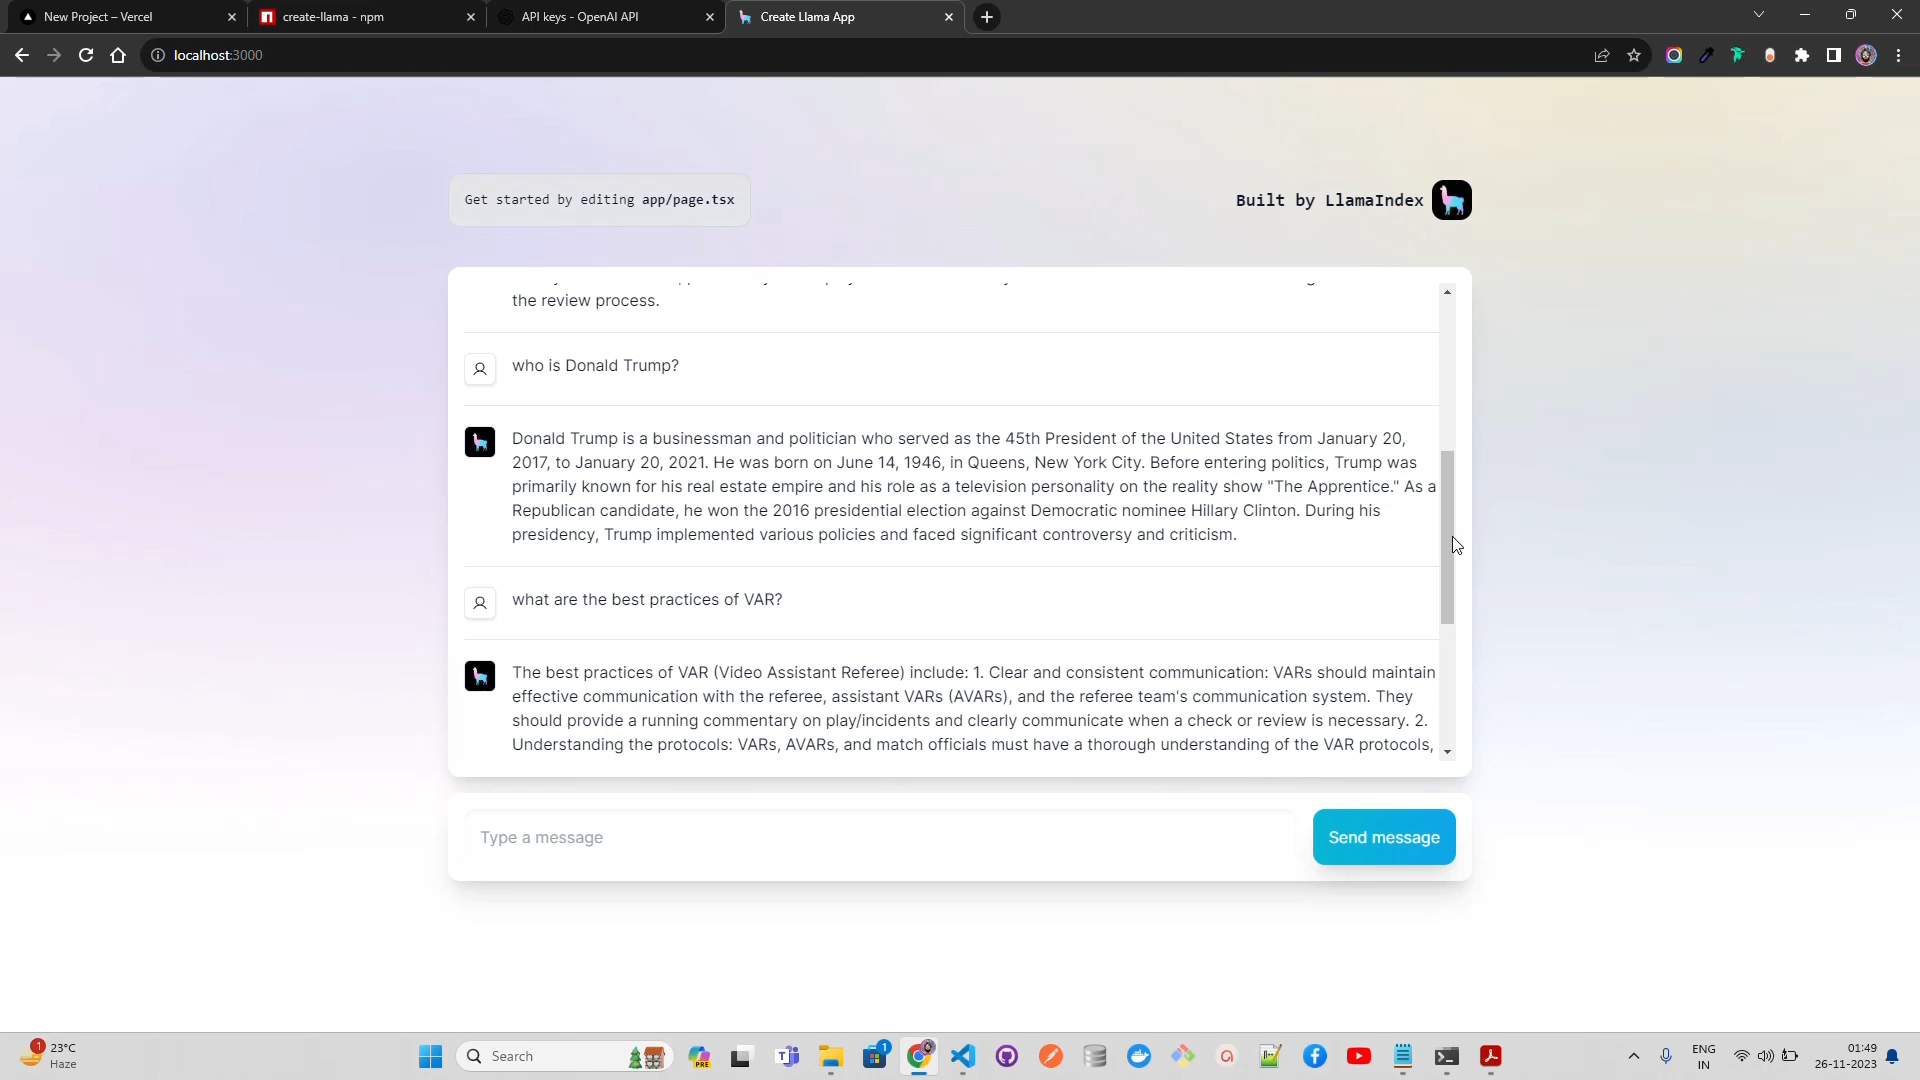 New Project – Vercel
create-llama - npm
API keys - OpenAI API
Create Llama App
localhost:3000
Get started by editing app/page.tsx
Built by LlamaIndex
the review process.
who is Donald Trump?
Donald Trump is a businessman and politician who served as the 45th President of the United States from January 20,
2017, to January 20, 2021. He was born on June 14, 1946, in Queens, New York City. Before entering politics, Trump was
primarily known for his real estate empire and his role as a television personality on the reality show "The Apprentice." As a
Republican candidate, he won the 2016 presidential election against Democratic nominee Hillary Clinton. During his
presidency, Trump implemented various policies and faced significant controversy and criticism.
what are the best practices of VAR?
The best practices of VAR (Video Assistant Referee) include: 1. Clear and consistent communication: VARs should maintain
effective communication with the referee, assistant VARs (AVARs), and the referee team's communication system. They
should provide a running commentary on play/incidents and clearly communicate when a check or review is necessary. 2.
Understanding the protocols: VARs, AVARs, and match officials must have a thorough understanding of the VAR protocols,
Type a message
Send message
1
23°C
Haze
Search
PRE
1
ENG
IN
01:49
26-11-2023